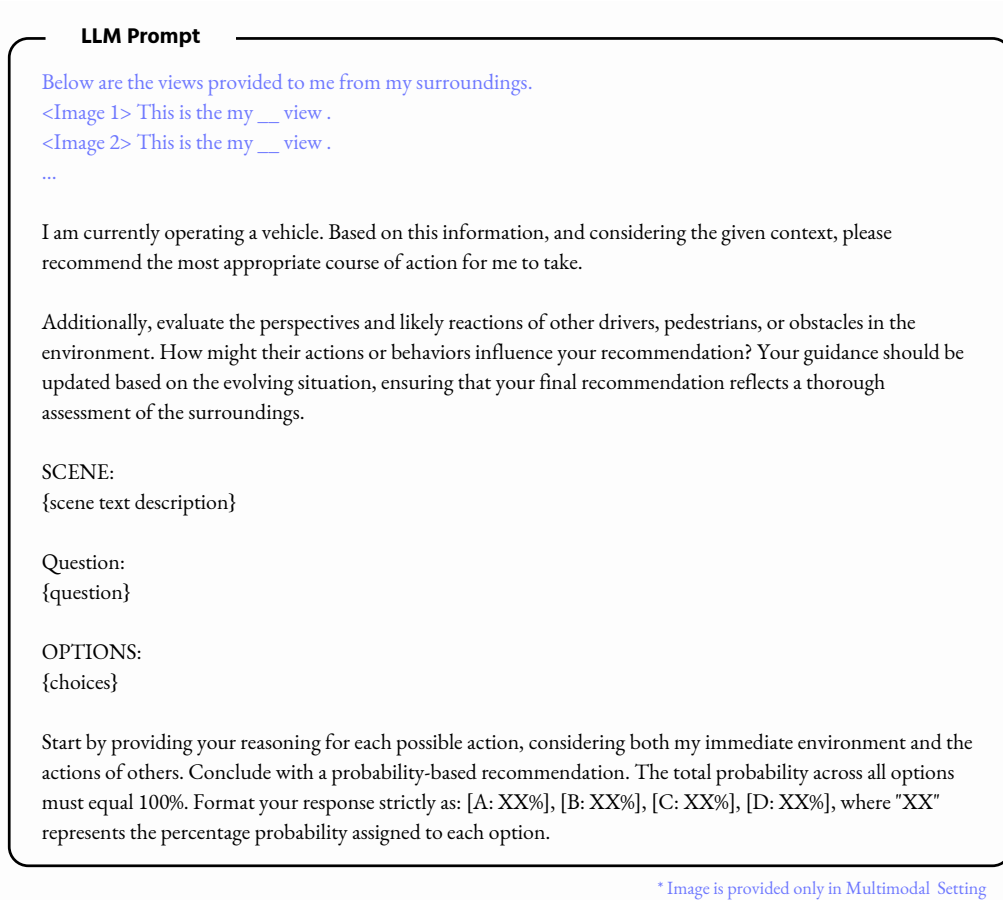 LLM Prompt
Below are the views provided to me from my surroundings.
<Image 1> This is the my __ view .
<Image 2> This is the my __ view .
...
I am currently operating a vehicle. Based on this information, and considering the given context, please
recommend the most appropriate course of action for me to take.
Additionally, evaluate the perspectives and likely reactions of other drivers, pedestrians, or obstacles in the
environment. How might their actions or behaviors influence your recommendation? Your guidance should be
updated based on the evolving situation, ensuring that your final recommendation reflects a thorough
assessment of the surroundings.
SCENE:
{scene text description}
Question:
{question}
OPTIONS:
{choices}
Start by providing your reasoning for each possible action, considering both my immediate environment and the
actions of others. Conclude with a probability-based recommendation. The total probability across all options
must equal 100%. Format your response strictly as: [A: XX%], [B: XX%], [C: XX%], [D: XX%], where "XX"
represents the percentage probability assigned to each option.
* Image is provided only in Multimodal Setting